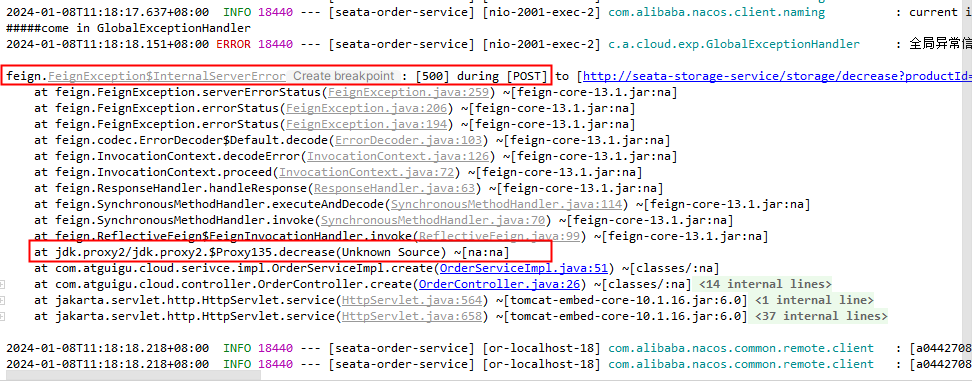 2024-01-08T11:18:17.637+08:00  INFO 18440 --- [seata-order-service] [nio-2001-exec-2] com.alibaba.nacos.client.naming          : current i
#####come in GlobalExceptionHandler
2024-01-08T11:18:18.151+08:00 ERROR 18440 --- [seata-order-service] [nio-2001-exec-2] c.a.cloud.exp.GlobalExceptionHandler     : 全局异常信
feign.FeignException$InternalServerError Create breakpoint : [500] during [POST] to [http://seata-storage-service/storage/decrease?productId=
at feign.FeignException.serverErrorStatus(FeignException.java:259) ~[feign-core-13.1.jar:na]
at feign.FeignException.errorStatus(FeignException.java:206) ~[feign-core-13.1.jar:na]
at feign.FeignException.errorStatus(FeignException.java:194) ~[feign-core-13.1.jar:na]
at feign.codec.ErrorDecoder$Default.decode(ErrorDecoder.java:103) ~[feign-core-13.1.jar:na]
at feign.InvocationContext.decodeError(InvocationContext.java:126) ~[feign-core-13.1.jar:na]
at feign.InvocationContext.proceed(InvocationContext.java:72) ~[feign-core-13.1.jar:na]
at feign.ResponseHandler.handleResponse(ResponseHandler.java:63) ~[feign-core-13.1.jar:na]
at feign.SynchronousMethodHandler.executeAndDecode(SynchronousMethodHandler.java:114) ~[feign-core-13.1.jar:na]
at feign.SynchronousMethodHandler.invoke(SynchronousMethodHandler.java:70) ~[feign-core-13.1.jar:na]
at feign.ReflectiveFeign$FeignInvocationHandler.invoke(ReflectiveFeign.java:99) ~[feign-core-13.1.jar:na]
at jdk.proxy2/jdk.proxy2.$Proxy135.decrease(Unknown Source) ~[na:na]
at com.atguigu.cloud.serivce.impl.OrderServiceImpl.create(OrderServiceImpl.java:51) ~[classes/:na]
at com.atguigu.cloud.controller.OrderController.create(OrderController.java:26) ~[classes/:na] <14 internal lines>
at jakarta.servlet.http.HttpServlet.service(HttpServlet.java:564) ~[tomcat-embed-core-10.1.16.jar:6.0] <1 internal line>
at jakarta.servlet.http.HttpServlet.service(HttpServlet.java:658) ~[tomcat-embed-core-10.1.16.jar:6.0] <37 internal lines>
2024-01-08T11:18:18.218+08:00  INFO 18440 --- [seata-order-service] [or-localhost-18] com.alibaba.nacos.common.remote.client   : [a0442708
2024-01-08T11:18:18.218+08:00  INFO 18440 --- [seata-order-service] [or-localhost-18] com.alibaba.nacos.common.remote.client   : [a0442708